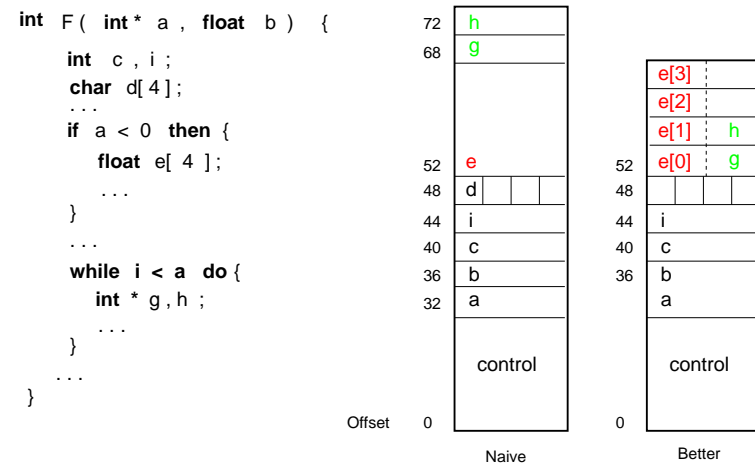 int F( int* a , float b ) {
int c , i ;
char d[ 4 ] ;
. . .
if a < 0 then {
float e[ 4 ] ;
. . .
}
. . .
while i < a do {
int * g , h ;
. . .
}
. . .
}
72 h
68 g
52 e
48 d
44 i
40 c
36 b
32 a
control
Offset 0
Naive
e[3]
e[2]
e[1] h
52 e[0] g
48
44 i
40 c
36 b
a
control
0
Better